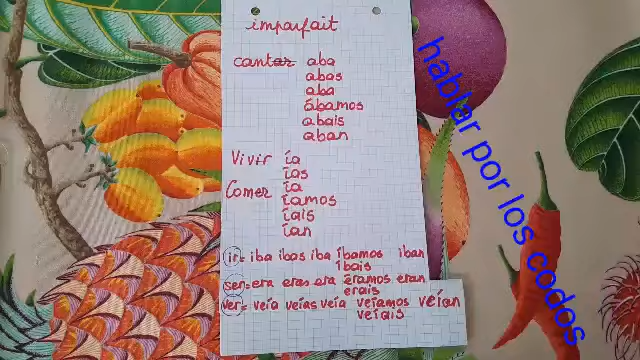 imparfait
cantar aba
abas
aba
ábamos
abais
aban
Vivir ía
ías
Comer ía
íamos
íais
ían
ir= iba ibas iba íbamos iban
ibais
ser= era eras era éramos eran
erais
ver= veía veías veía veíamos veían
veíais
hablar por los codos